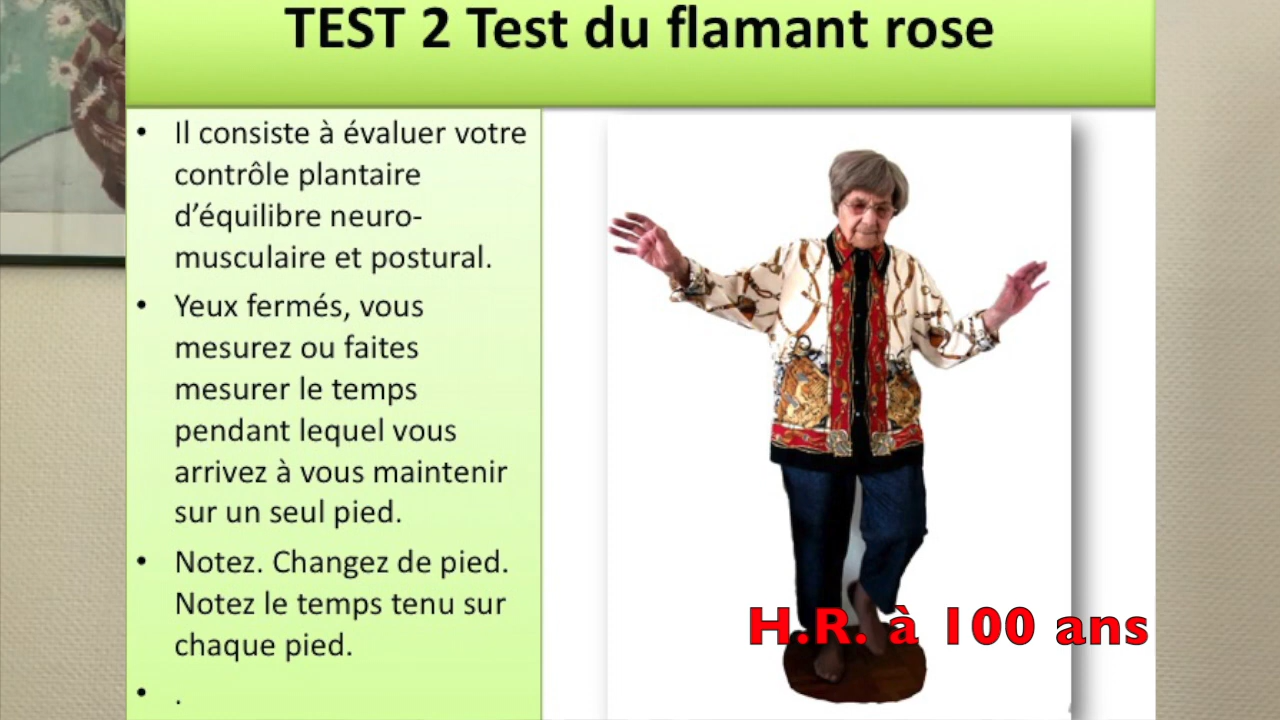 TEST 2 Test du flamant rose
• Il consiste à évaluer votre
contrôle plantaire
d’équilibre neuro-
musculaire et postural.
• Yeux fermés, vous
mesurez ou faites
mesurer le temps
pendant lequel vous
arrivez à vous maintenir
sur un seul pied.
• Notez. Changez de pied.
Notez le temps tenu sur
chaque pied.
• .
H.R. à 100 ans